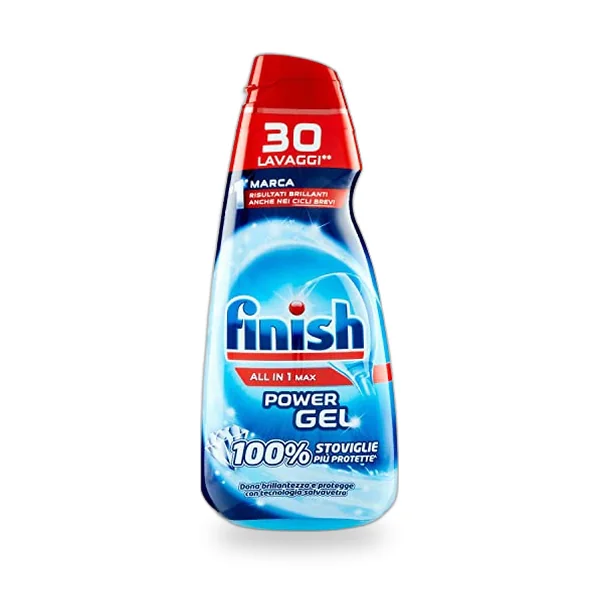 30
LAVAGGI**
1a MARCA
RISULTATI BRILLANTI
ANCHE NEI CICLI BREVI
finish
ALL IN 1 MAX
POWER
GEL
100% STOVIGLIE
PIÙ PROTETTE*
Dona brillantezza e protegge
con tecnologia salvavetro